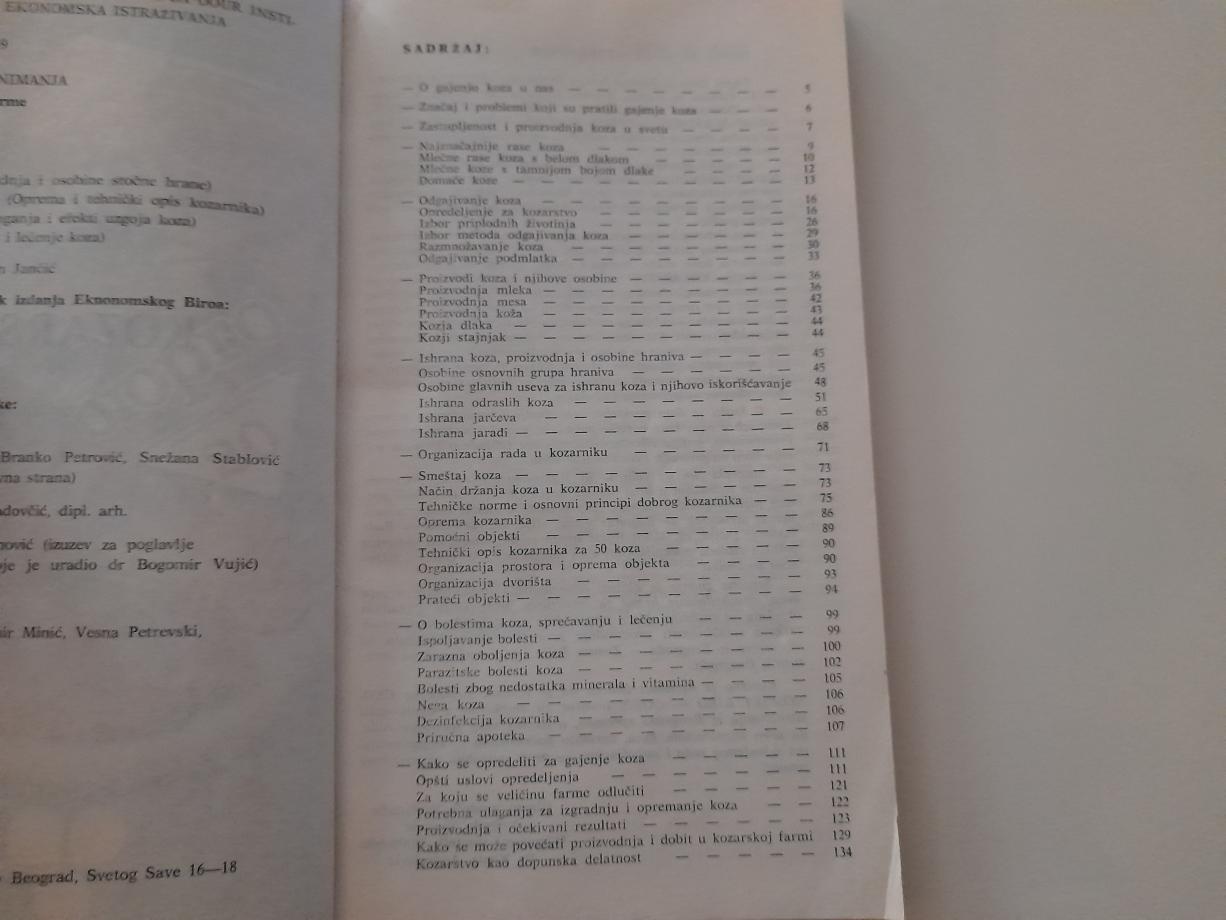 OUR INSTI.
EKONOMSKA ISTRAŽIVANJA
9
NIMANJA
rme
dnja i osobine stočne hrane)
(Oprema i tehnički opis kozarnika)
ganja i efekti uzgoja koza)
i lečenje koza)
n Jančić
k izdanja Eknonomskog Biroa:
ke:
Branko Petrović, Snežana Stablović
vna strana)
dovčić, dipl. arh.
nović (izuzev za poglavlje
je je uradio dr Bogomir Vujić)
ir Minić, Vesna Petrevski,
Beograd, Svetog Save 16—18
SADRŽAJ:
— O gajenju koza u nas — — — — — — — — 5
— Značaj i problemi koji su pratili gajenje koza — — — 6
— Zastupljenost i proizvodnja koza u svetu — — — — 7
— Najznačajnije rase koza — — — — — — — 9
Mlečne rase koza s belom dlakom — — — — — 10
Mlečne koze s tamnijom bojom dlake — — — — 12
Domaće koze — — — — — — — — — 13
— Odgajivanje koza — — — — — — — — — 16
Opredeljenje za kozarstvo — — — — — — — 16
Izbor priplodnih životinja — — — — — — — 26
Izbor metoda odgajivanja koza — — — — — — 29
Razmnožavanje koza — — — — — — — — 30
Odgajivanje podmlatka — — — — — — — — 33
— Proizvodi koza i njihove osobine — — — — — — 36
Proizvodnja mleka — — — — — — — — — 36
Proizvodnja mesa — — — — — — — — — 42
Proizvodnja koža — — — — — — — — — 43
Kozja dlaka — — — — — — — — — — 44
Kozji stajnjak — — — — — — — — — — 44
— Ishrana koza, proizvodnja i osobine hraniva — — — — 45
Osobine osnovnih grupa hraniva — — — — — — 45
Osobine glavnih useva za ishranu koza i njihovo iskorišćavanje 48
Ishrana odraslih koza — — — — — — — — 51
Ishrana jarčeva — — — — — — — — — 65
Ishrana jaradi — — — — — — — — — — 68
— Organizacija rada u kozarniku — — — — — — 71
— Smeštaj koza — — — — — — — — — — 73
Način držanja koza u kozarniku — — — — — — 73
Tehničke norme i osnovni principi dobrog kozarnika — — 75
Oprema kozarnika — — — — — — — — — 86
Pomoćni objekti — — — — — — — — — 89
Tehnički opis kozarnika za 50 koza — — — — — 90
Organizacija prostora i oprema objekta — — — — 90
Organizacija dvorišta — — — — — — — — 93
Prateći objekti — — — — — — — — — — 94
— O bolestima koza, sprečavanju i lečenju — — — — 99
Ispoljavanje bolesti — — — — — — — — — 99
Zarazna oboljenja koza — — — — — — — — 100
Parazitske bolesti koza — — — — — — — — 102
Bolesti zbog nedostatka minerala i vitamina — — — — 105
Nega koza — — — — — — — — — — 106
Dezinfekcija kozarnika — — — — — — — — 106
Priručna apoteka — — — — — — — — — 107
— Kako se opredeliti za gajenje koza — — — — — — 111
Opšti uslovi opredeljenja — — — — — — — 111
Za koju se veličinu farme odlučiti — — — — — 121
Potrebna ulaganja za izgradnju i opremanje koza — — 122
Proizvodnja i očekivani rezultati — — — — — — 123
Kako se može povećati proizvodnja i dobit u kozarskoj farmi 129
Kozarstvo kao dopunska delatnost — — — — — 134